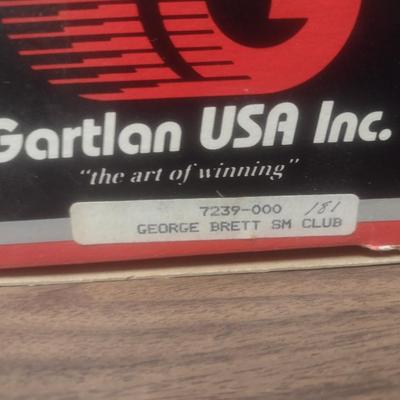 G
Gartlan USA Inc.
"the art of winning"
7239-000 181
GEORGE BRETT SM CLUB